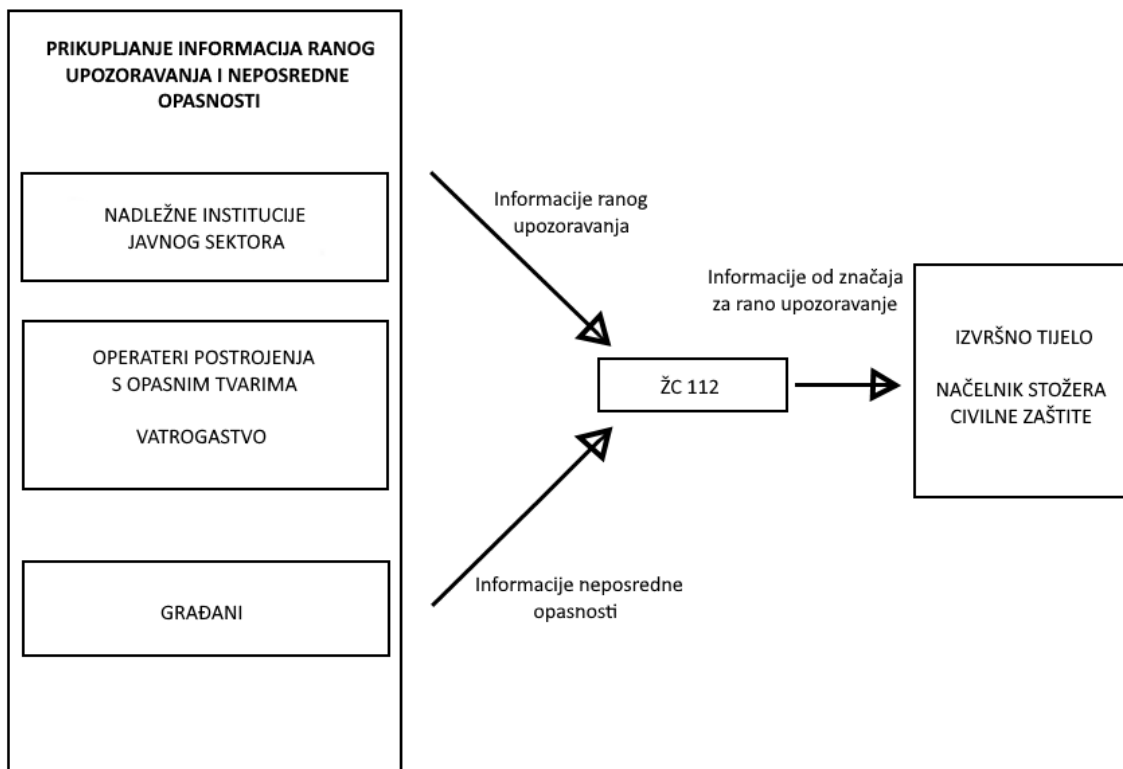 PRIKUPLJANJE INFORMACIJA RANOG
UPOZORAVANJA I NEPOSREDNE
OPASNOSTI
NADLEŽNE INSTITUCIJE
JAVNOG SEKTORA
OPERATERI POSTROJENJA
S OPASNIM TVARIMA
VATROGASTVO
GRAĐANI
Informacije ranog
upozoravanja
Informacije neposredne
opasnosti
ŽC 112
Informacije od značaja
za rano upozoravanje
IZVRŠNO TIJELO
NAČELNIK STOŽERA
CIVILNE ZAŠTITE